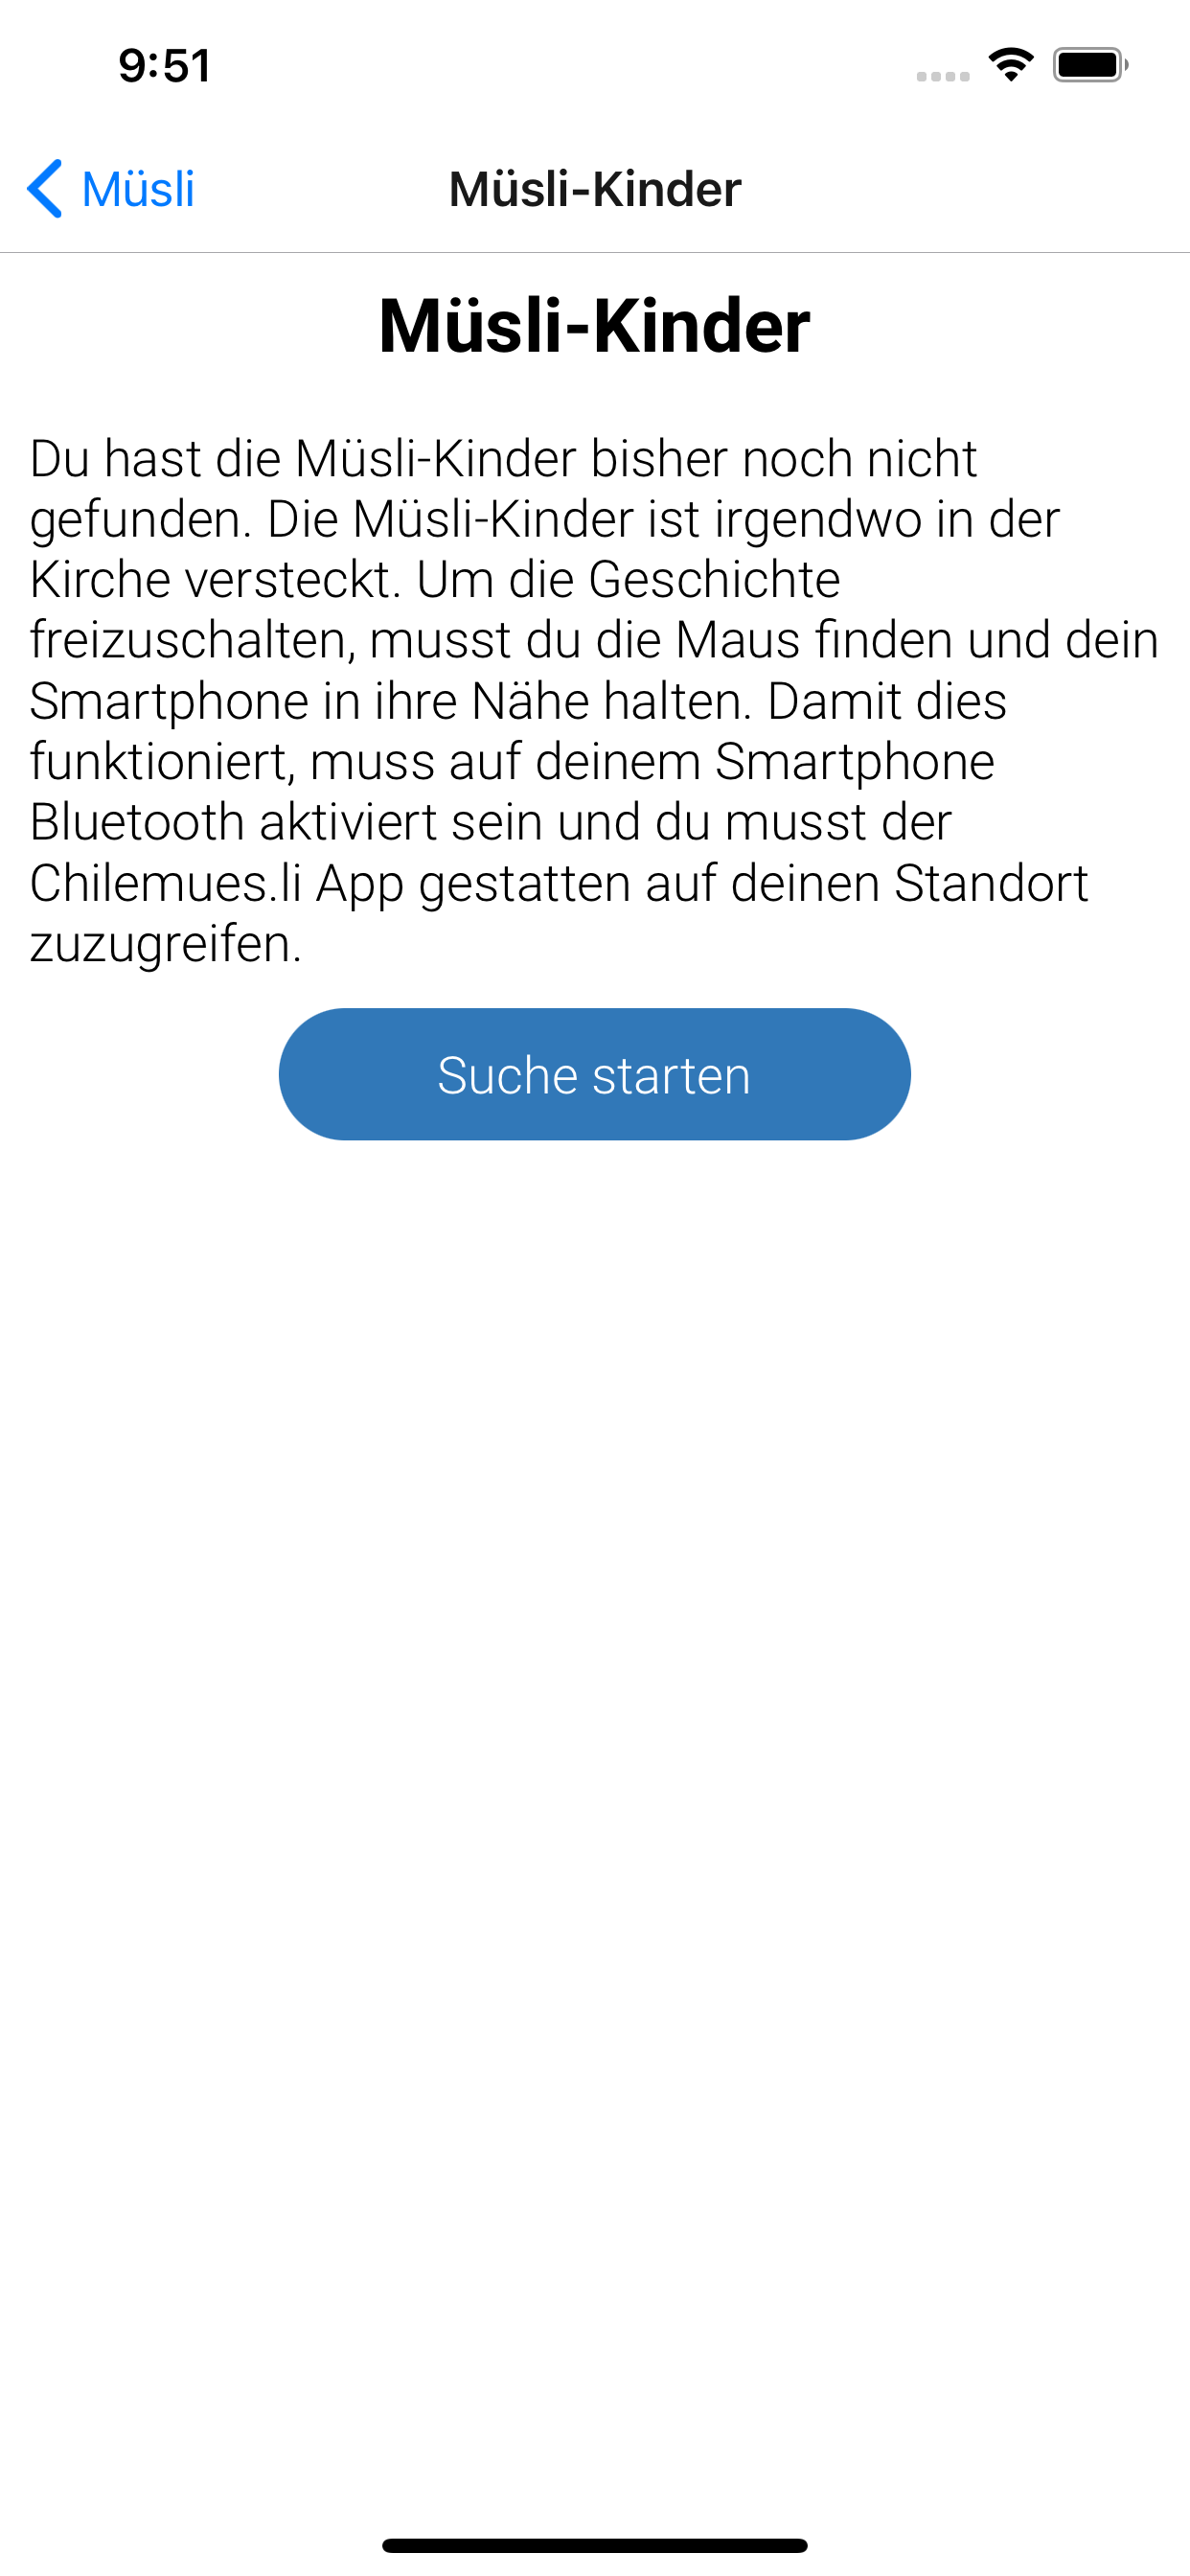 9:51
Müsli
Müsli-Kinder
Müsli-Kinder
Du hast die Müsli-Kinder bisher noch nicht
gefunden. Die Müsli-Kinder ist irgendwo in der
Kirche versteckt. Um die Geschichte
freizuschalten, musst du die Maus finden und dein
Smartphone in ihre Nähe halten. Damit dies
funktioniert, muss auf deinem Smartphone
Bluetooth aktiviert sein und du musst der
Chilemues.li App gestatten auf deinen Standort
zuzugreifen.
Suche starten